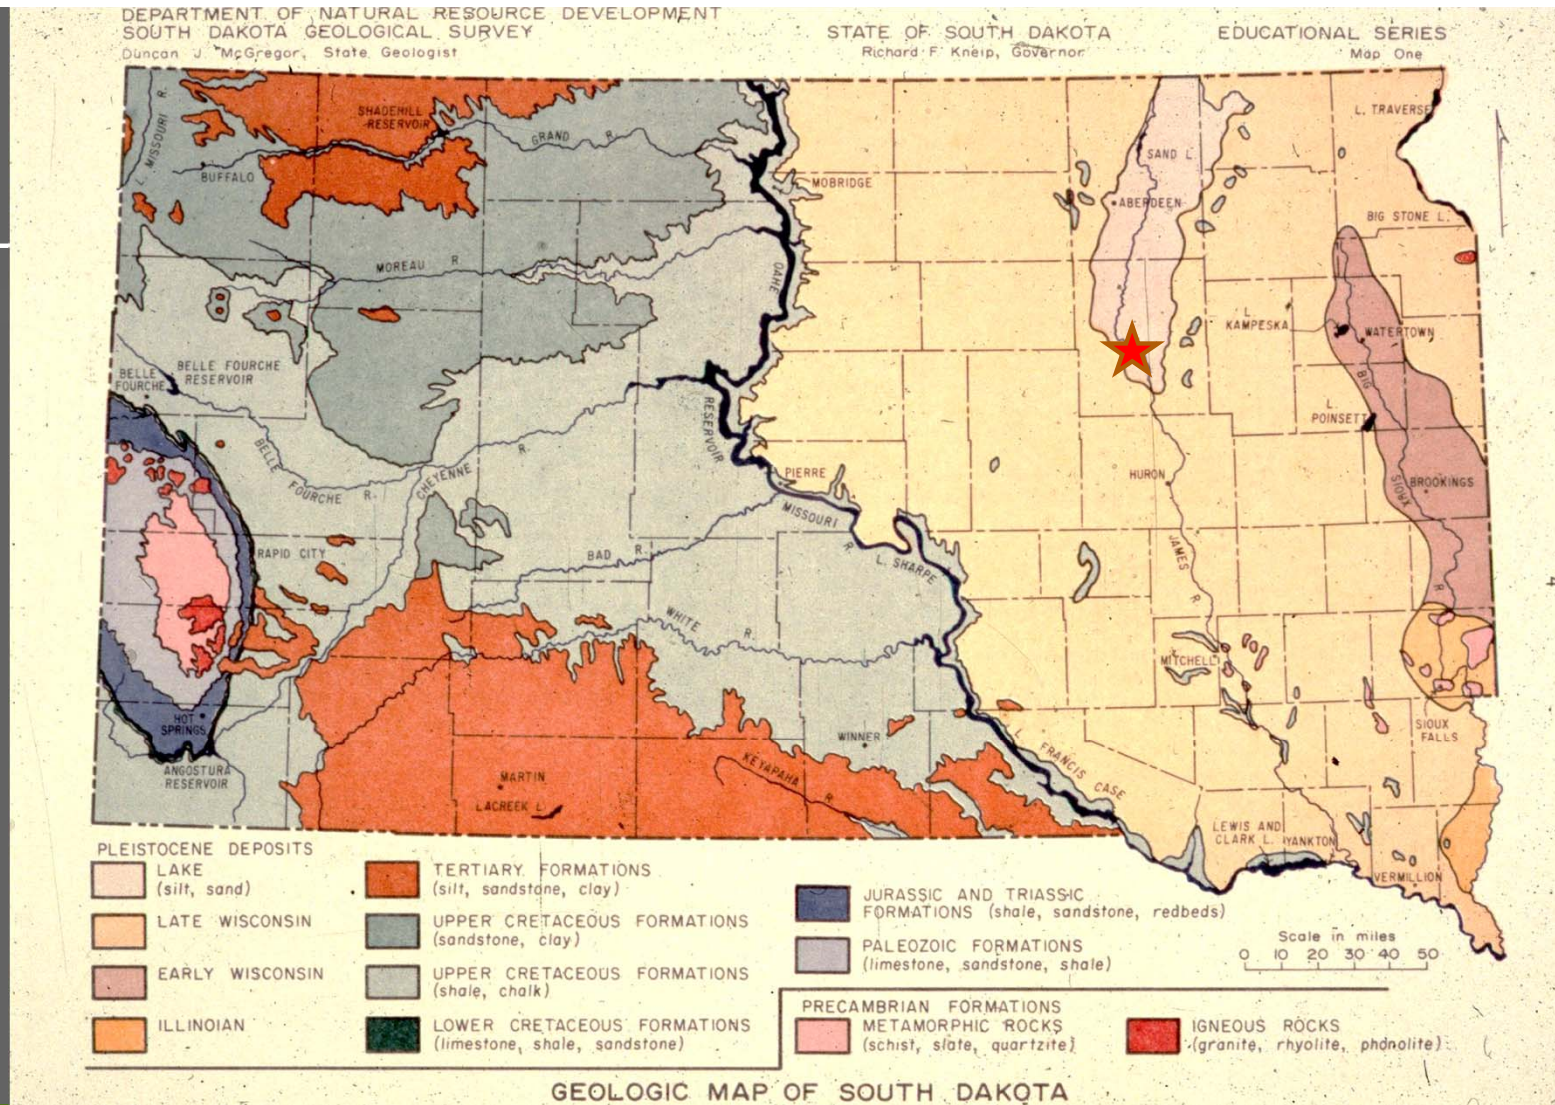 DEPARTMENT OF NATURAL RESOURCE DEVELOPMENT
SOUTH DAKOTA GEOLOGICAL SURVEY
Duncan J. McGregor, State Geologist
STATE OF SOUTH DAKOTA
Richard F. Kneip, Governor
EDUCATIONAL SERIES
Map One
L. MISSOURI R.
SHADEHILL
RESERVOIR
GRAND R.
BUFFALO
MOBRIDGE
SAND L.
ABERDEEN
L. TRAVERSE
BIG STONE L.
MOREAU R
OAHE
RESERVOIR
L.
KAMPESKA
WATERTOWN
BELLE FOURCHE
RESERVOIR
BELLE
FOURCHE
BIG
SIOUX
R
L.
POINSETT
BELLE
FOURCHE R.
CHEYENNE R.
PIERRE
MISSOURI
R.
HURON
BROOKINGS
RAPID CITY
BAD R.
L. SHARPE
JAMES R.
WHITE R.
MITCHELL
HOT
SPRINGS
WINNER
SIOUX
FALLS
ANGOSTURA
RESERVOIR
MARTIN
LACREEK L.
KEYAPAHA R
L. FRANCIS CASE
LEWIS AND
CLARK L.
YANKTON
VERMILLION
PLEISTOCENE DEPOSITS
LAKE
(silt, sand)
LATE WISCONSIN
EARLY WISCONSIN
ILLINOIAN
TERTIARY FORMATIONS
(silt, sandstone, clay)
UPPER CRETACEOUS FORMATIONS
(sandstone, clay)
UPPER CRETACEOUS FORMATIONS
(shale, chalk)
LOWER CRETACEOUS FORMATIONS
(limestone, shale, sandstone)
JURASSIC AND TRIASSIC
FORMATIONS (shale, sandstone, redbeds)
PALEOZOIC FORMATIONS
(limestone, sandstone, shale)
Scale in miles
0 10 20 30 40 50
PRECAMBRIAN FORMATIONS
METAMORPHIC ROCKS
(schist, slate, quartzite)
IGNEOUS ROCKS
(granite, rhyolite, phonolite)
GEOLOGIC MAP OF SOUTH DAKOTA